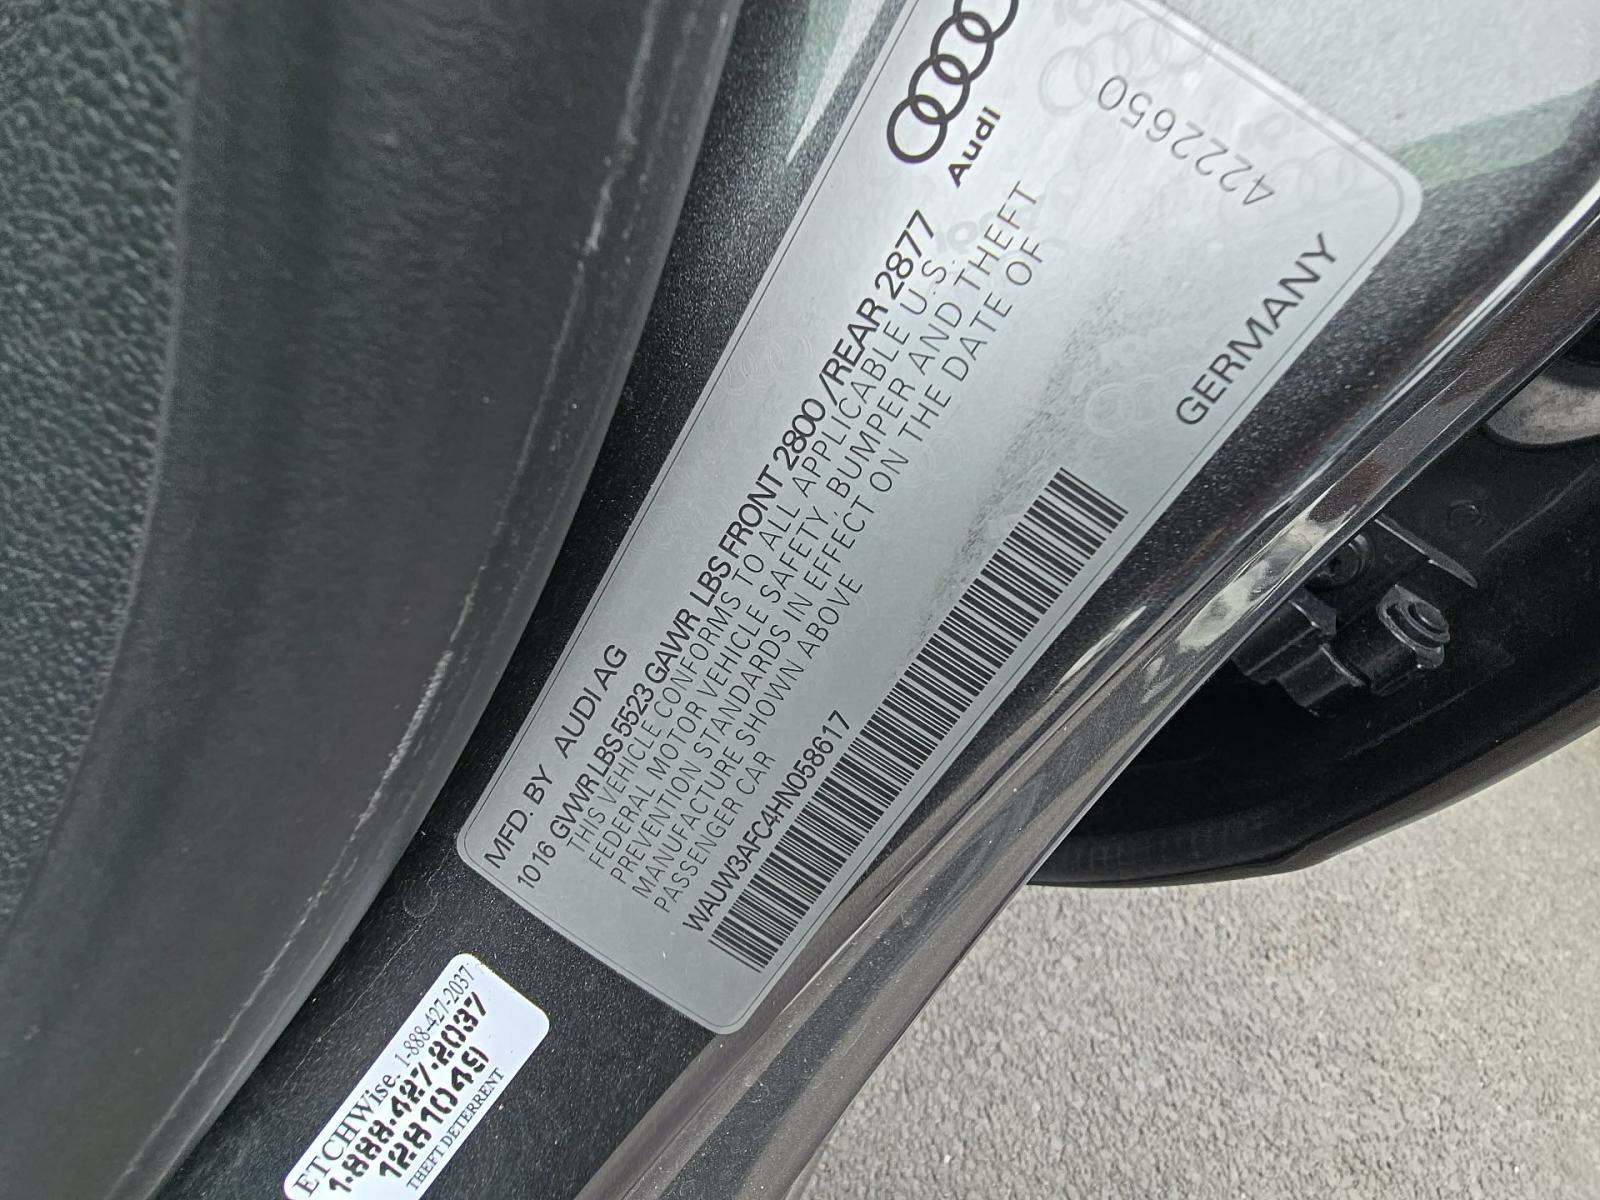 Audi
4222650
MFD. BY AUDI AG
1016 GVWR LBS 5523 GAWR LBS FRONT 2800 /REAR 2877
THIS VEHICLE CONFORMS TO ALL APPLICABLE U.S.
FEDERAL MOTOR VEHICLE SAFETY, BUMPER AND THEFT
PREVENTION STANDARDS IN EFFECT ON THE DATE OF
MANUFACTURE SHOWN ABOVE
PASSENGER CAR
WAUW3AFC4HN058617
GERMANY
ETCHWise. 1-888-427-2037
1-888-427-2037
1281049
THEFT DETERRENT